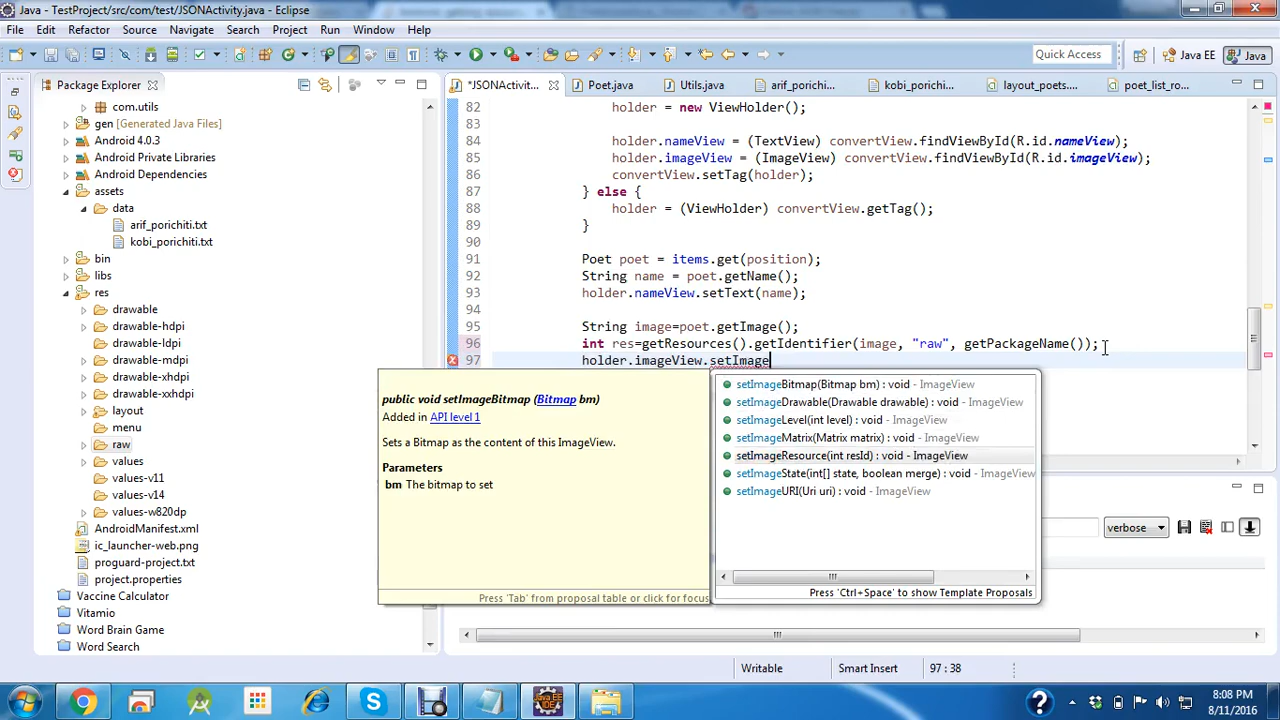 Java - TestProject/src/com/test/JSONActivity.java - Eclipse
File Edit Refactor Source Navigate Search Project Run Window Help
Quick Access
Java EE
Java
Package Explorer
*JSONActivity...
Poet.java
Utils.java
arif_porichi...
kobi_porichi...
layout_poets....
poet_list_ro...
com.utils
gen [Generated Java Files]
Android 4.0.3
Android Private Libraries
Android Dependencies
assets
data
arif_porichiti.txt
kobi_porichiti.txt
bin
libs
res
drawable
drawable-hdpi
drawable-ldpi
drawable-mdpi
drawable-xhdpi
drawable-xxhdpi
layout
menu
raw
values
values-v11
values-v14
values-w820dp
AndroidManifest.xml
ic_launcher-web.png
proguard-project.txt
project.properties
Vaccine Calculator
Vitamio
Word Brain Game
Word Search
82 holder = new ViewHolder();
83
84 holder.nameView = (TextView) convertView.findViewById(R.id.nameView);
85 holder.imageView = (ImageView) convertView.findViewById(R.id.imageView);
86 convertView.setTag(holder);
87 } else {
88 holder = (ViewHolder) convertView.getTag();
89 }
90
91 Poet poet = items.get(position);
92 String name = poet.getName();
93 holder.nameView.setText(name);
94
95 String image=poet.getImage();
96 int res=getResources().getIdentifier(image, "raw", getPackageName());
97 holder.imageView.setImage
public void setImageBitmap (Bitmap bm)
Added in API level 1
Sets a Bitmap as the content of this ImageView.
Parameters
bm The bitmap to set
Press 'Tab' from proposal table or click for focus
setImageBitmap(Bitmap bm) : void - ImageView
setImageDrawable(Drawable drawable) : void - ImageView
setImageLevel(int level) : void - ImageView
setImageMatrix(Matrix matrix) : void - ImageView
setImageResource(int resId) : void - ImageView
setImageState(int[] state, boolean merge) : void - ImageView
setImageURI(Uri uri) : void - ImageView
Press 'Ctrl+Space' to show Template Proposals
verbose
Writable
Smart Insert
97 : 38
8:08 PM
8/11/2016